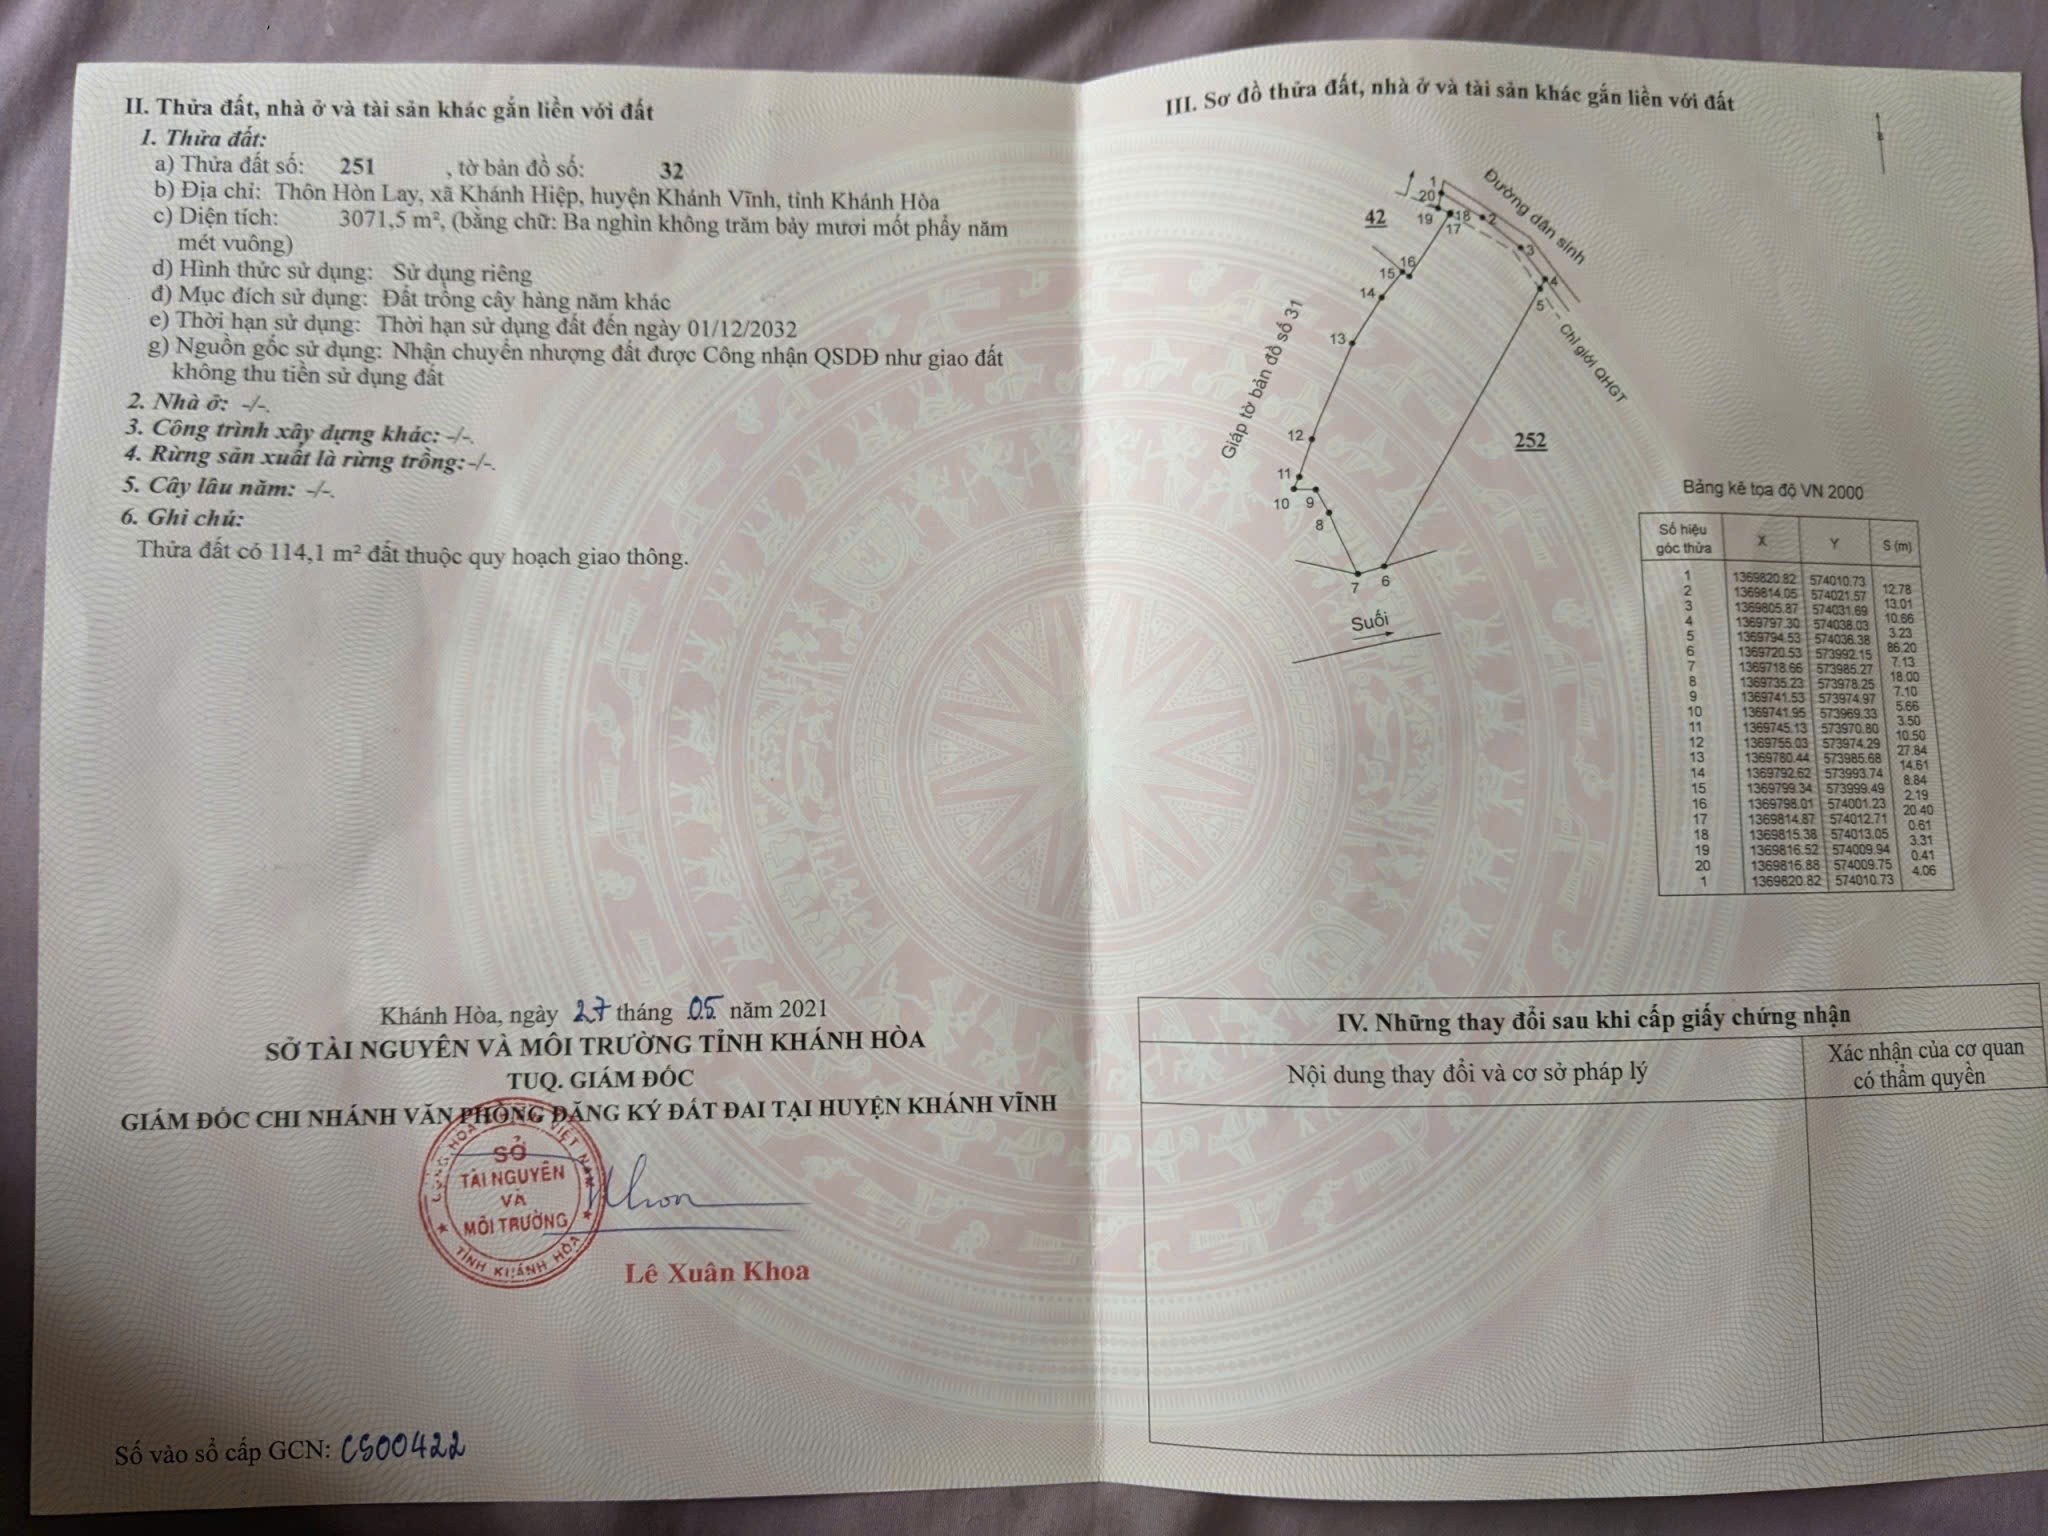 II. Thửa đất, nhà ở và tài sản khác gắn liền với đất
1. Thửa đất:
a) Thửa đất số: 251 , tờ bản đồ số: 32
b) Địa chỉ: Thôn Hòn Lay, xã Khánh Hiệp, huyện Khánh Vĩnh, tỉnh Khánh Hòa
c) Diện tích: 3071,5 m², (bằng chữ: Ba nghìn không trăm bảy mươi mốt phẩy năm
mét vuông)
d) Hình thức sử dụng: Sử dụng riêng
đ) Mục đích sử dụng: Đất trồng cây hàng năm khác
e) Thời hạn sử dụng: Thời hạn sử dụng đất đến ngày 01/12/2032
g) Nguồn gốc sử dụng: Nhận chuyển nhượng đất được Công nhận QSDĐ như giao đất
không thu tiền sử dụng đất
2. Nhà ở: -/-.
3. Công trình xây dựng khác: -/-.
4. Rừng sản xuất là rừng trồng: -/-.
5. Cây lâu năm: -/-.
6. Ghi chú:
Thửa đất có 114,1 m² đất thuộc quy hoạch giao thông.
Khánh Hòa, ngày 27 tháng 05 năm 2021
SỞ TÀI NGUYÊN VÀ MÔI TRƯỜNG TỈNH KHÁNH HÒA
TUQ. GIÁM ĐỐC
GIÁM ĐỐC CHI NHÁNH VĂN PHÒNG ĐĂNG KÝ ĐẤT ĐAI TẠI HUYỆN KHÁNH VĨNH
SỞ
TÀI NGUYÊN
VÀ
MÔI TRƯỜNG
TỈNH KHÁNH HÒA
Lê Xuân Khoa
Số vào sổ cấp GCN: CS00422
III. Sơ đồ thửa đất, nhà ở và tài sản khác gắn liền với đất
Đường dân sinh
Chỉ giới QHGT
Giáp tờ bản đồ số 31
42
252
1
20
19
18
17
2
3
4
5
16
15
14
13
12
11
10
9
8
7
6
Suối
Bảng kê tọa độ VN 2000
Số hiệu góc thửa X Y S (m)
1 1369820.82 574010.73
12.78
2 1369814.05 574021.57
13.01
3 1369805.87 574031.69
10.66
4 1369797.30 574038.03
3.23
5 1369794.53 574036.38
86.20
6 1369720.53 573992.15
7.13
7 1369718.66 573985.27
18.00
8 1369735.23 573978.25
7.10
9 1369741.53 573974.97
5.66
10 1369741.95 573969.33
3.50
11 1369745.13 573970.80
10.50
12 1369755.03 573974.29
27.84
13 1369780.44 573985.68
14.61
14 1369792.62 573993.74
8.84
15 1369799.34 573999.49
2.19
16 1369798.01 574001.23
20.40
17 1369814.87 574012.71
0.61
18 1369815.38 574013.05
3.31
19 1369816.52 574009.94
0.41
20 1369816.88 574009.75
4.06
1 1369820.82 574010.73
IV. Những thay đổi sau khi cấp giấy chứng nhận
Nội dung thay đổi và cơ sở pháp lý
Xác nhận của cơ quan
có thẩm quyền